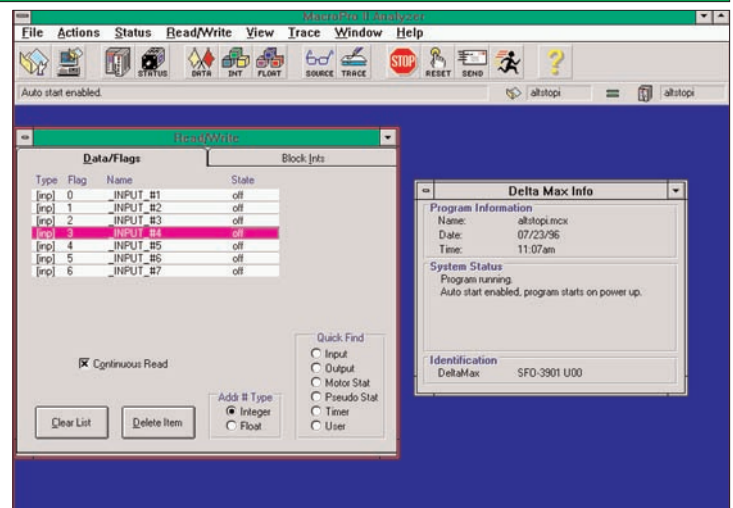 MacroPro II Analyzer
File Actions Status Read/Write View Trace Window Help
STATUS DATA INT FLOAT SOURCE TRACE STOP RESET SEND ?
Auto start enabled. altstopi = altstopi
Read/Write
Data/Flags Block Ints
Type Flag Name State
[inp] 0 _INPUT_#1 off
[inp] 1 _INPUT_#2 off
[inp] 2 _INPUT_#3 off
[inp] 3 _INPUT_#4 off
[inp] 4 _INPUT_#5 off
[inp] 5 _INPUT_#6 off
[inp] 6 _INPUT_#7 off
Continuous Read
Clear List
Delete Item
Addr # Type
Integer
Float
Quick Find
Input
Output
Motor Stat
Pseudo Stat
Timer
User
Delta Max Info
Program Information
Name: altstopi.mcx
Date: 07/23/96
Time: 11:07am
System Status
Program running.
Auto start enabled, program starts on power up.
Identification
DeltaMax SFO-3901 U00